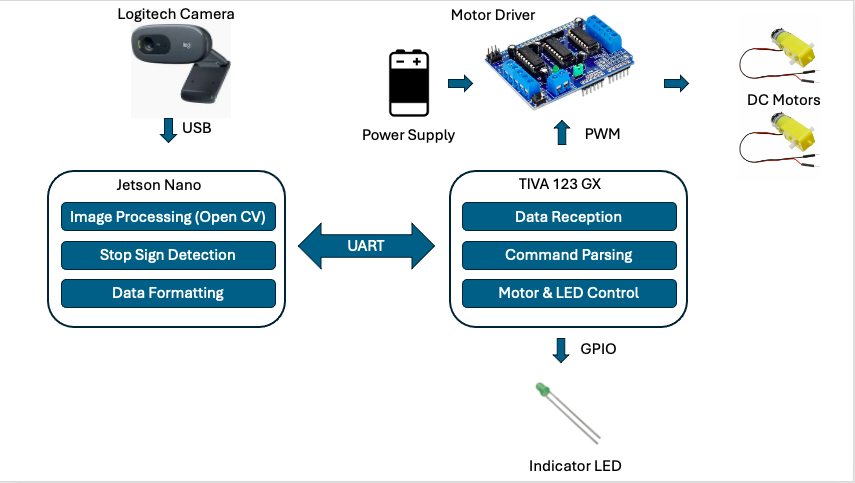 Logitech Camera
Motor Driver
- +
DC Motors
USB
Power Supply
PWM
Jetson Nano
TIVA 123 GX
Image Processing (Open CV)
Data Reception
UART
Stop Sign Detection
Command Parsing
Data Formatting
Motor & LED Control
GPIO
Indicator LED